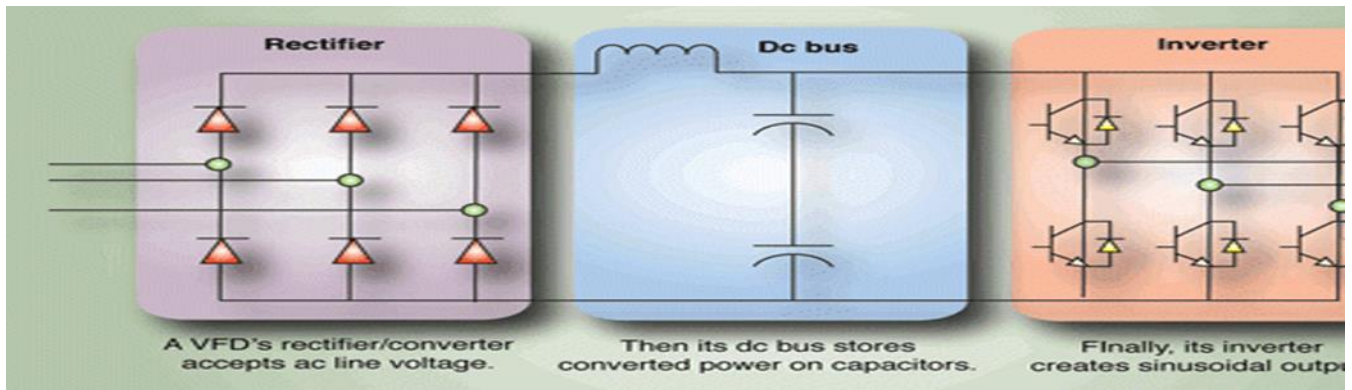 Rectifier
Dc bus
Inverter
A VFD's rectifier/converter
accepts ac line voltage.
Then its dc bus stores
converted power on capacitors.
FInally, its inverter
creates sinusoidal